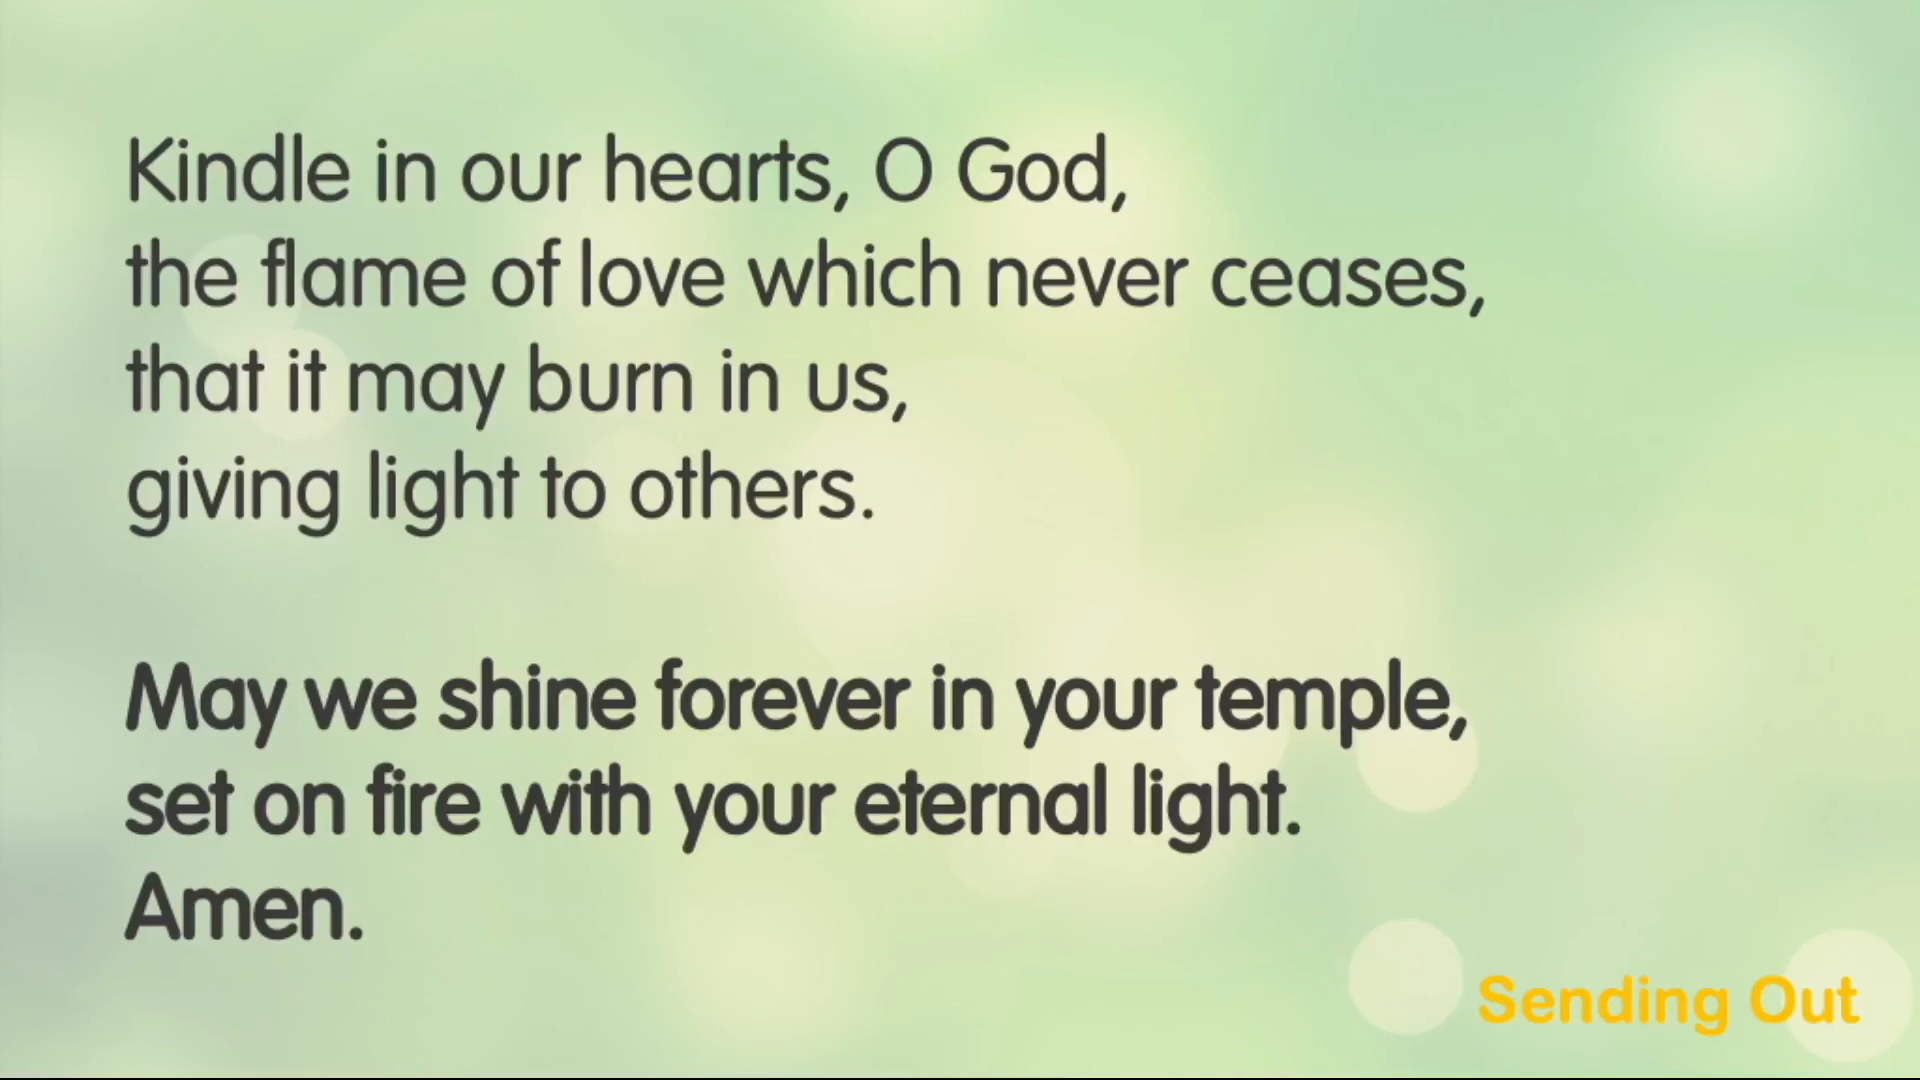 Kindle in our hearts, O God,
the flame of love which never ceases,
that it may burn in us,
giving light to others.
May we shine forever in your temple,
set on fire with your eternal light.
Amen.
Sending Out